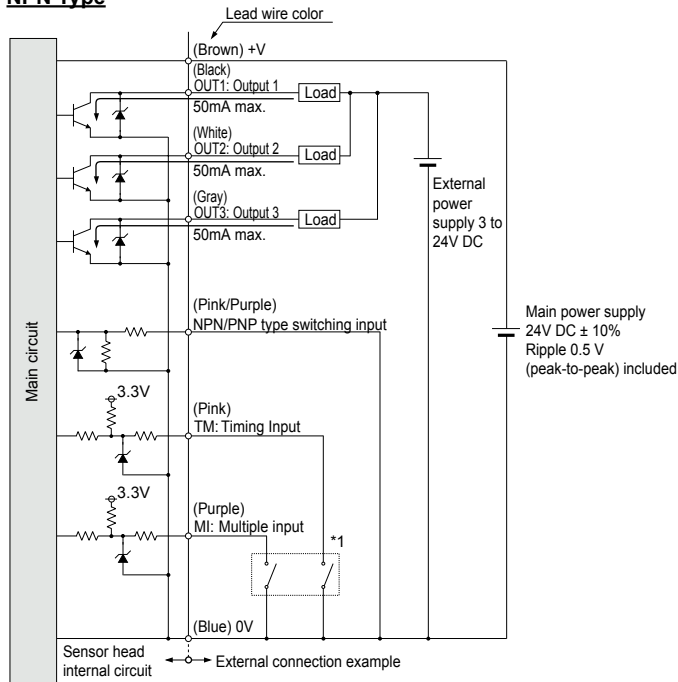 NPN Type
Lead wire color
(Brown) +V
(Black)
OUT1: Output 1
Load
50mA max.
(White)
OUT2: Output 2
Load
50mA max.
(Gray)
OUT3: Output 3
Load
50mA max.
External
power
supply 3 to
24V DC
(Pink/Purple)
NPN/PNP type switching input
Main power supply
24V DC ± 10%
Ripple 0.5 V
(peak-to-peak) included
Main circuit
3.3V
(Pink)
TM: Timing Input
3.3V
(Purple)
MI: Multiple input
*1
(Blue) 0V
Sensor head
internal circuit
External connection example